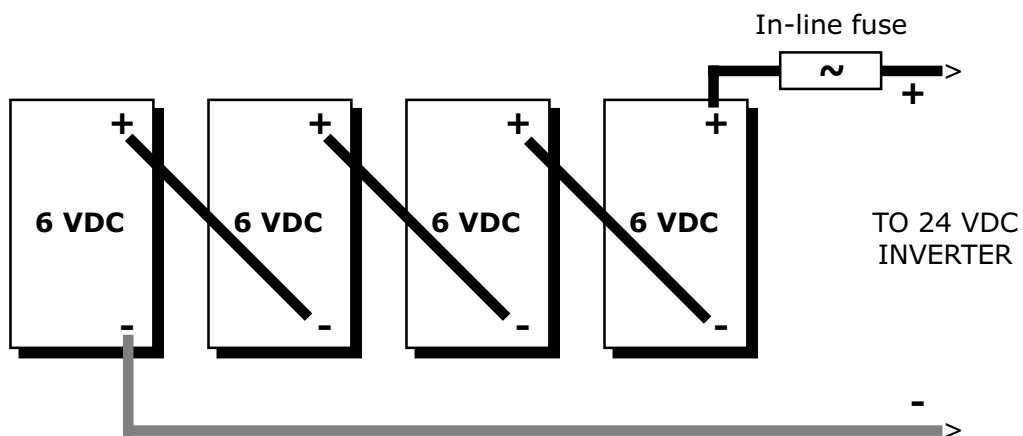 In-line fuse
~
>
+
+
+
+
+
6 VDC
6 VDC
6 VDC
6 VDC
TO 24 VDC
INVERTER
-
-
-
-
-
>